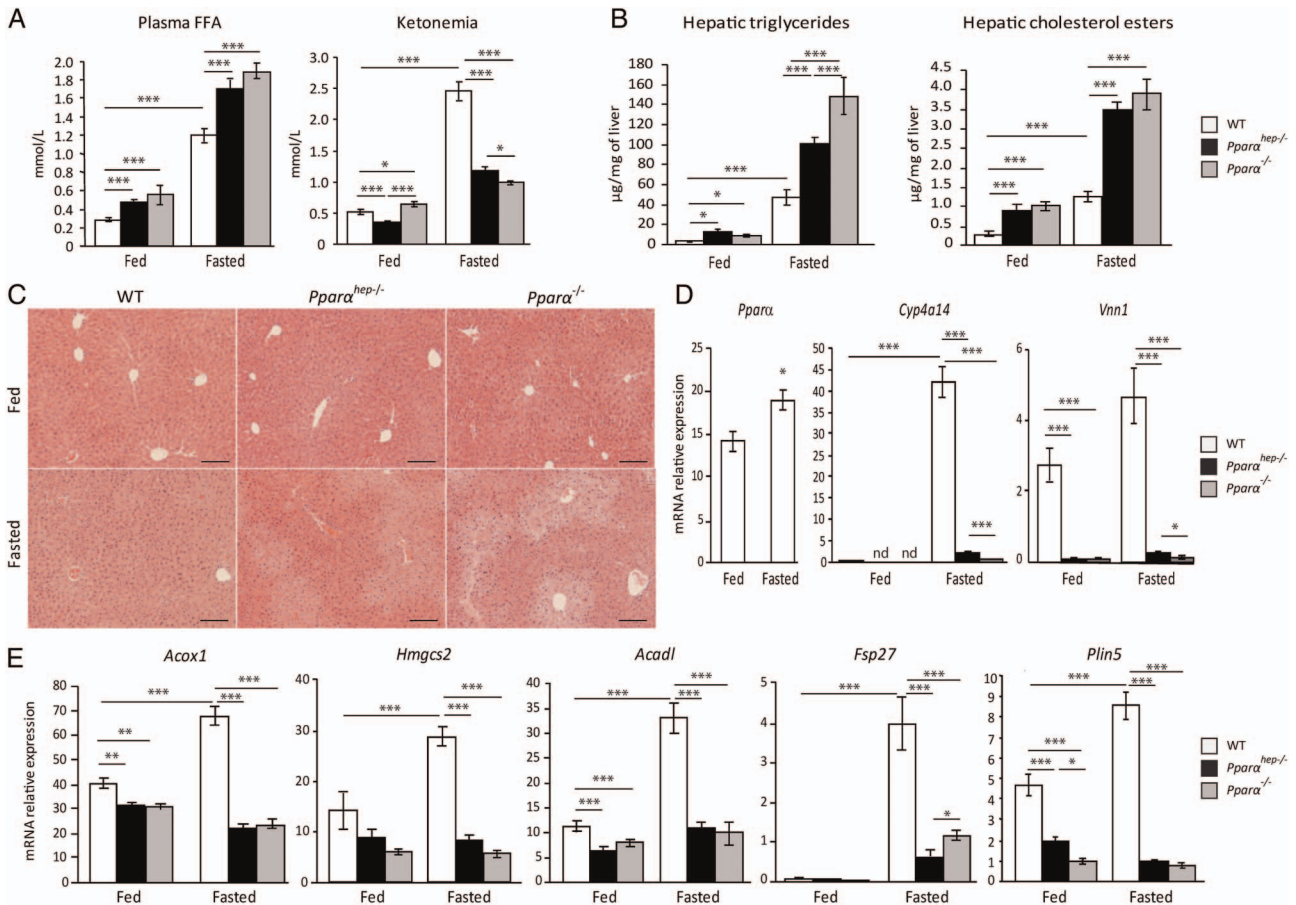 A
Plasma FFA
Ketonemia
mmol/L
2.0
1.8
1.6
1.4
1.2
1.0
0.8
0.6
0.4
0.2
0
***
***
***
***
***
Fed
Fasted
mmol/L
3.0
2.5
2.0
1.5
1.0
0.5
0.0
***
***
***
*
*
*** ***
Fed
Fasted
B
Hepatic triglycerides
Hepatic cholesterol esters
µg/mg of liver
180
160
140
120
100
80
60
40
20
0
***
*** ***
***
*
*
Fed
Fasted
µg/mg of liver
4.5
4.0
3.5
3.0
2.5
2.0
1.5
1.0
0.5
0.0
***
***
***
***
***
Fed
Fasted
WT
Pparα hep-/-
Pparα -/-
C
WT
Pparα hep-/-
Pparα -/-
Fed
Fasted
D
Pparα
Cyp4a14
Vnn1
mRNA relative expression
25
20
15
10
5
0
*
Fed
Fasted
50
45
40
35
30
25
20
15
10
5
0
***
***
***
***
nd nd
Fed
Fasted
6
4
2
0
***
***
***
***
*
Fed
Fasted
WT
Pparα hep-/-
Pparα -/-
E
Acox1
Hmgcs2
Acadl
Fsp27
Plin5
mRNA relative expression
80
70
60
50
40
30
20
10
0
***
***
***
**
**
Fed
Fasted
40
30
20
10
0
***
***
***
Fed
Fasted
40
35
30
25
20
15
10
5
0
***
***
***
***
***
Fed
Fasted
5
4
3
2
1
0
***
***
***
*
Fed
Fasted
10
9
8
7
6
5
4
3
2
1
0
***
***
***
***
*** *
Fed
Fasted
WT
Pparα hep-/-
Pparα -/-